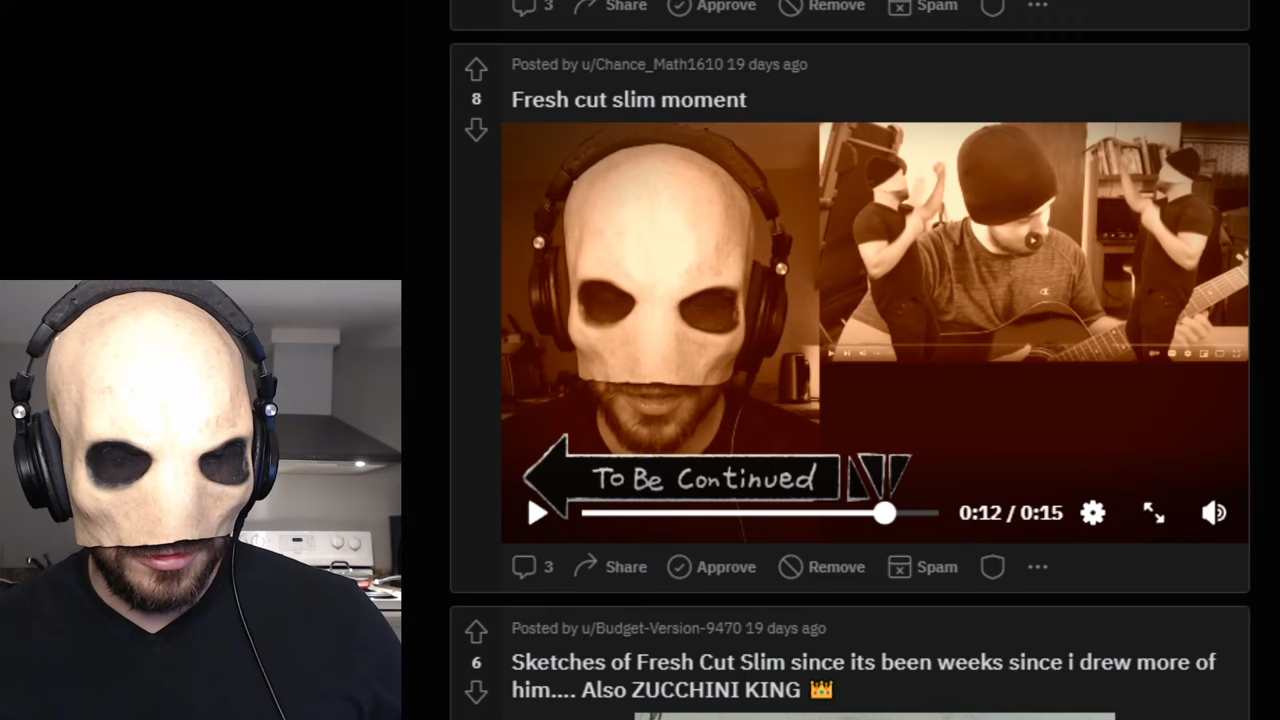 3 Share Approve Remove Spam
Posted by u/Chance_Math1610 19 days ago
8
Fresh cut slim moment
To Be Continued
0:12 / 0:15
3 Share Approve Remove Spam
Posted by u/Budget-Version-9470 19 days ago
6
Sketches of Fresh Cut Slim since its been weeks since i drew more of
him.... Also ZUCCHINI KING 👑